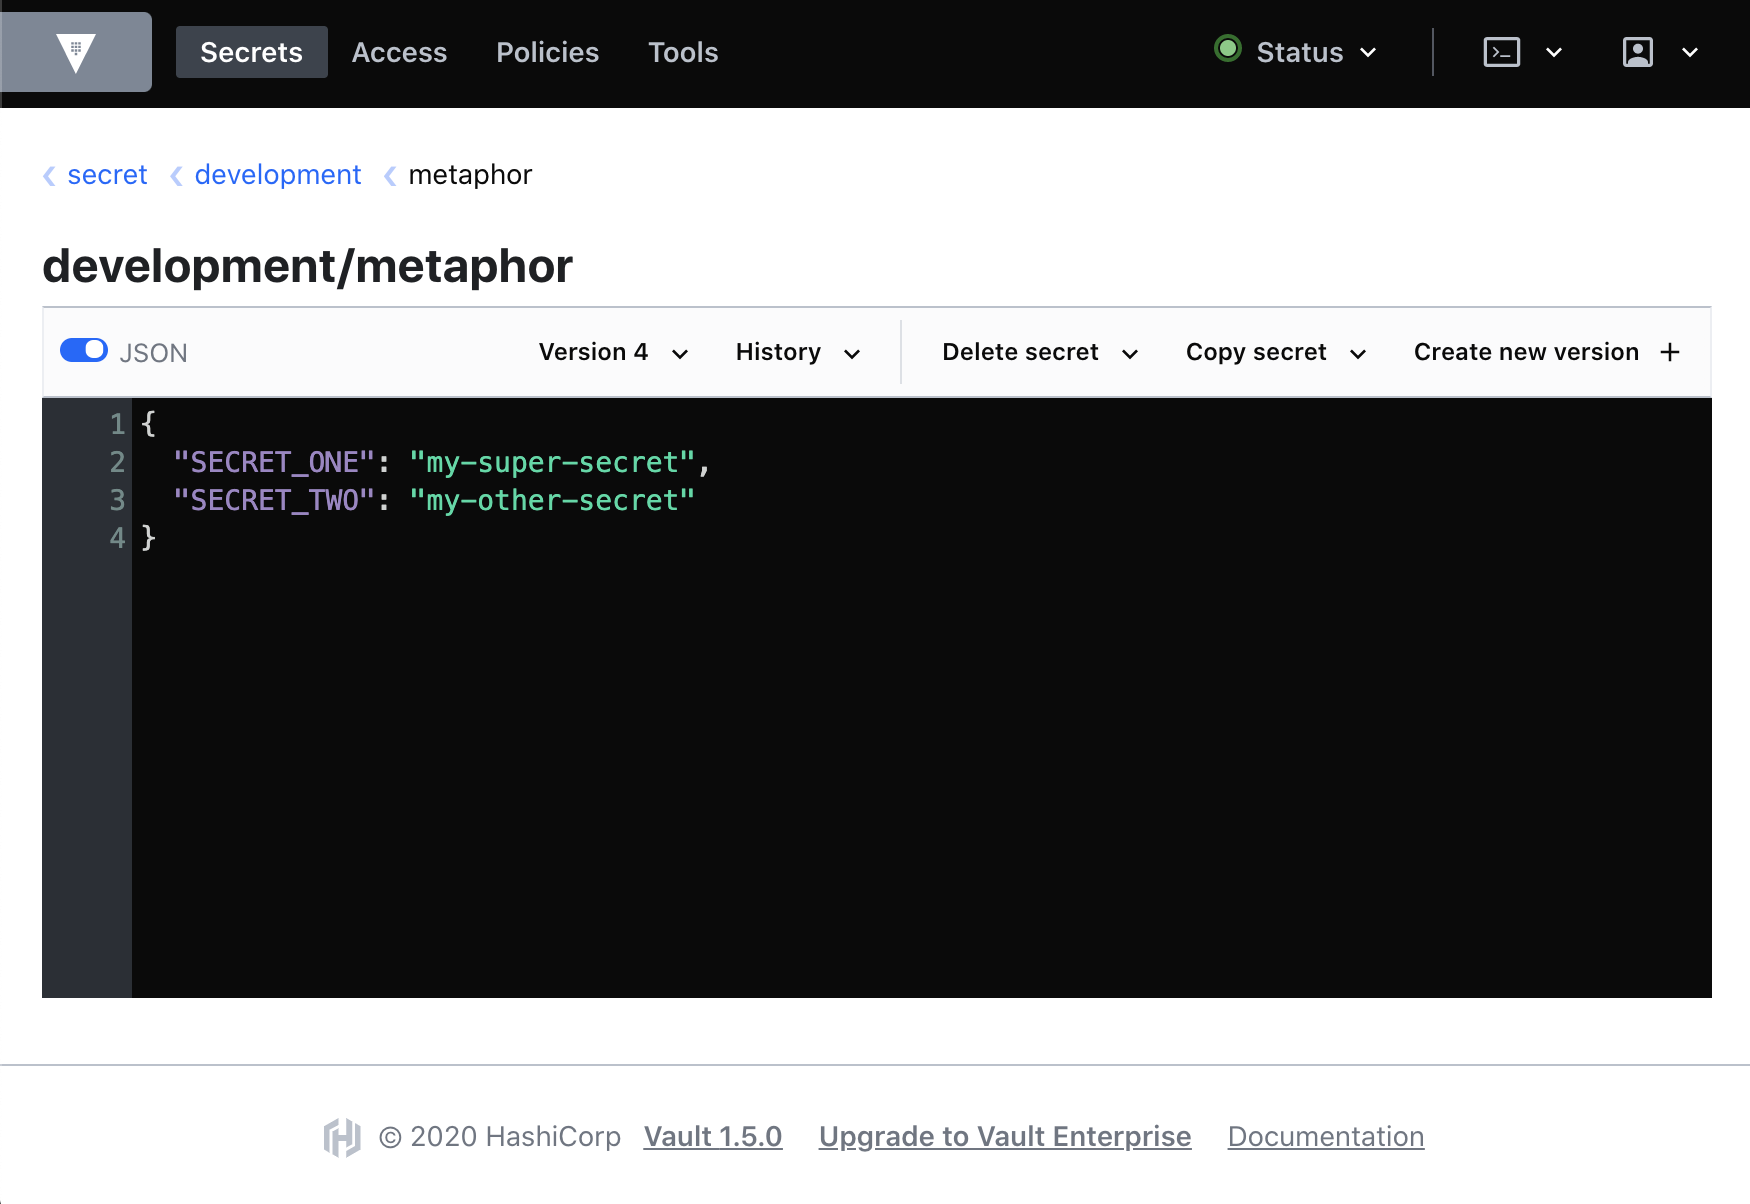 Secrets Access Policies Tools Status
secret development metaphor
development/metaphor
JSON Version 4 History Delete secret Copy secret Create new version +
1 {
2 "SECRET_ONE": "my-super-secret",
3 "SECRET_TWO": "my-other-secret"
4 }
© 2020 HashiCorp Vault 1.5.0 Upgrade to Vault Enterprise Documentation